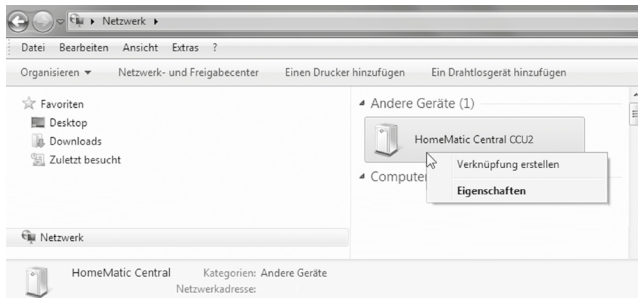 Netzwerk
Datei Bearbeiten Ansicht Extras ?
Organisieren Netzwerk- und Freigabecenter Einen Drucker hinzufügen Ein Drahtlosgerät hinzufügen
Favoriten
Desktop
Downloads
Zuletzt besucht
Netzwerk
Andere Geräte (1)
HomeMatic Central CCU2
Verknüpfung erstellen
Eigenschaften
Compute
HomeMatic Central Kategorien: Andere Geräte
Netzwerkadresse: